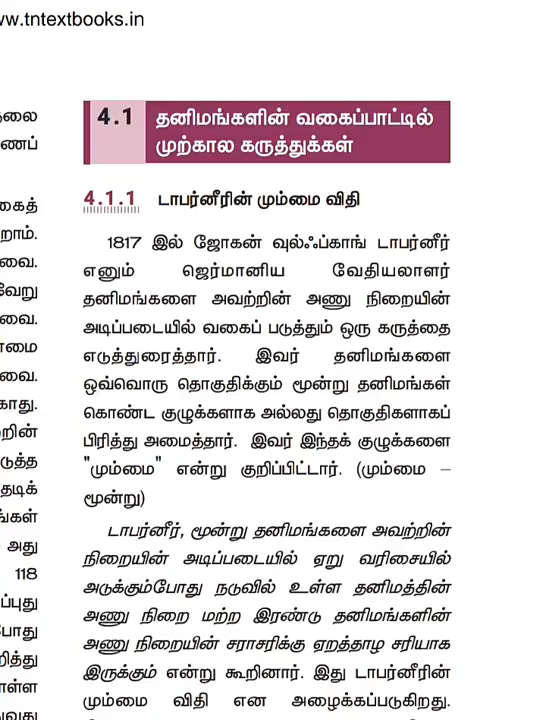 www.tntextbooks.in
4.1 தனிமங்களின் வகைப்பாட்டில்
முற்கால கருத்துக்கள்
4.1.1 டாபர்னீரின் மும்மை விதி
1817 இல் ஜோகன் வுல்ஃப்காங் டாபர்னீர்
எனும் ஜெர்மானிய வேதியலாளர்
தனிமங்களை அவற்றின் அணு நிறையின்
அடிப்படையில் வகைப் படுத்தும் ஒரு கருத்தை
எடுத்துரைத்தார். இவர் தனிமங்களை
ஒவ்வொரு தொகுதிக்கும் மூன்று தனிமங்கள்
கொண்ட குழுக்களாக அல்லது தொகுதிகளாகப்
பிரித்து அமைத்தார். இவர் இந்தக் குழுக்களை
"மும்மை" என்று குறிப்பிட்டார். (மும்மை –
மூன்று)
டாபர்னீர், மூன்று தனிமங்களை அவற்றின்
நிறையின் அடிப்படையில் ஏறு வரிசையில்
அடுக்கும்போது நடுவில் உள்ள தனிமத்தின்
அணு நிறை மற்ற இரண்டு தனிமங்களின்
அணு நிறையின் சராசரிக்கு ஏறத்தாழ சரியாக
இருக்கும் என்று கூறினார். இது டாபர்னீரின்
மும்மை விதி என அழைக்கப்படுகிறது.
அது
118